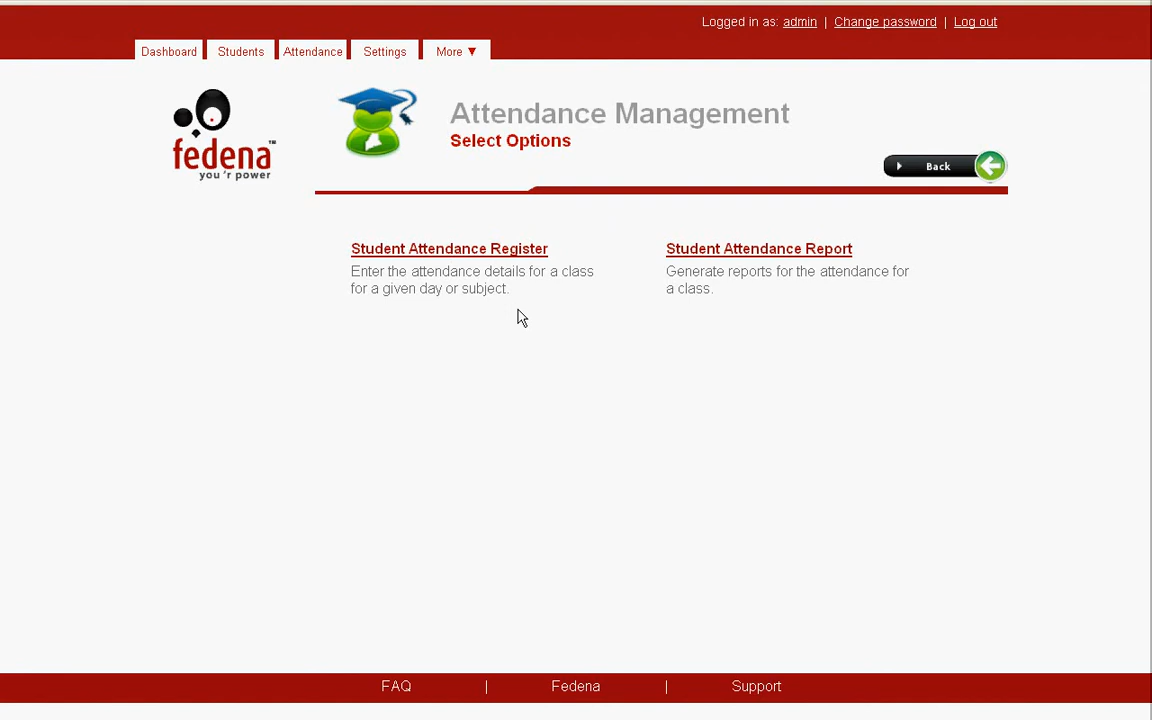 Logged in as: admin | Change password | Log out
Dashboard Students Attendance Settings More ▼
fedena™
you 'r power
Attendance Management
Select Options
Back
Student Attendance Register
Enter the attendance details for a class
for a given day or subject.
Student Attendance Report
Generate reports for the attendance for
a class.
FAQ | Fedena | Support